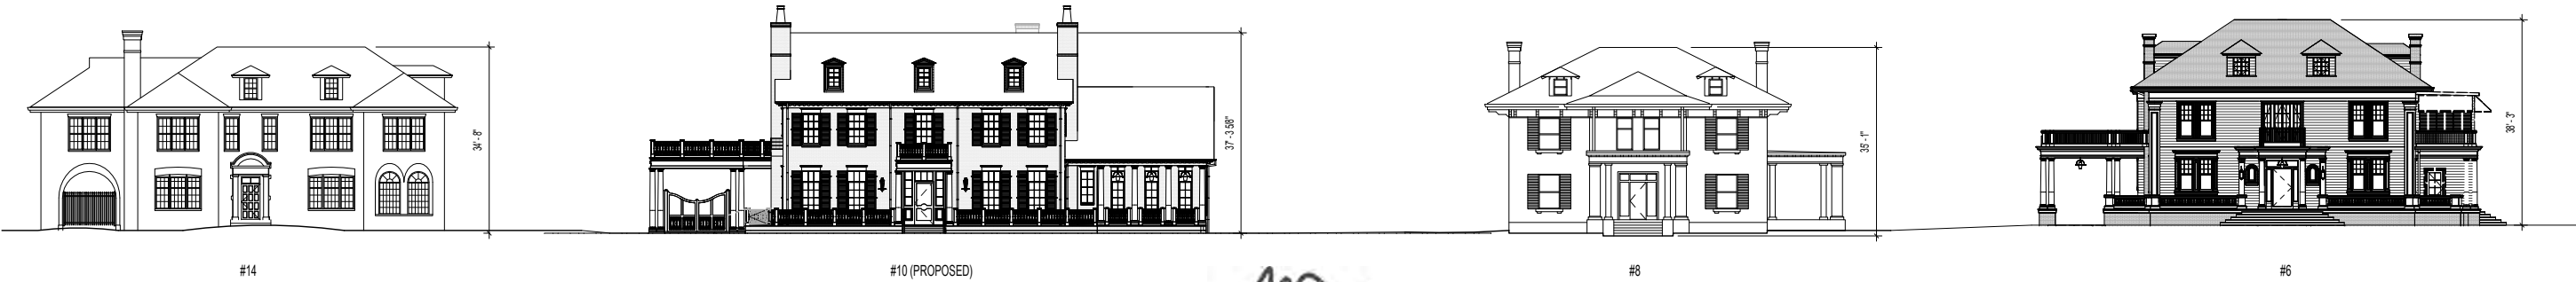 34' - 8"
37' - 3 5/8"
35' - 1"
38' - 3"
#14
#10 (PROPOSED)
#8
#6